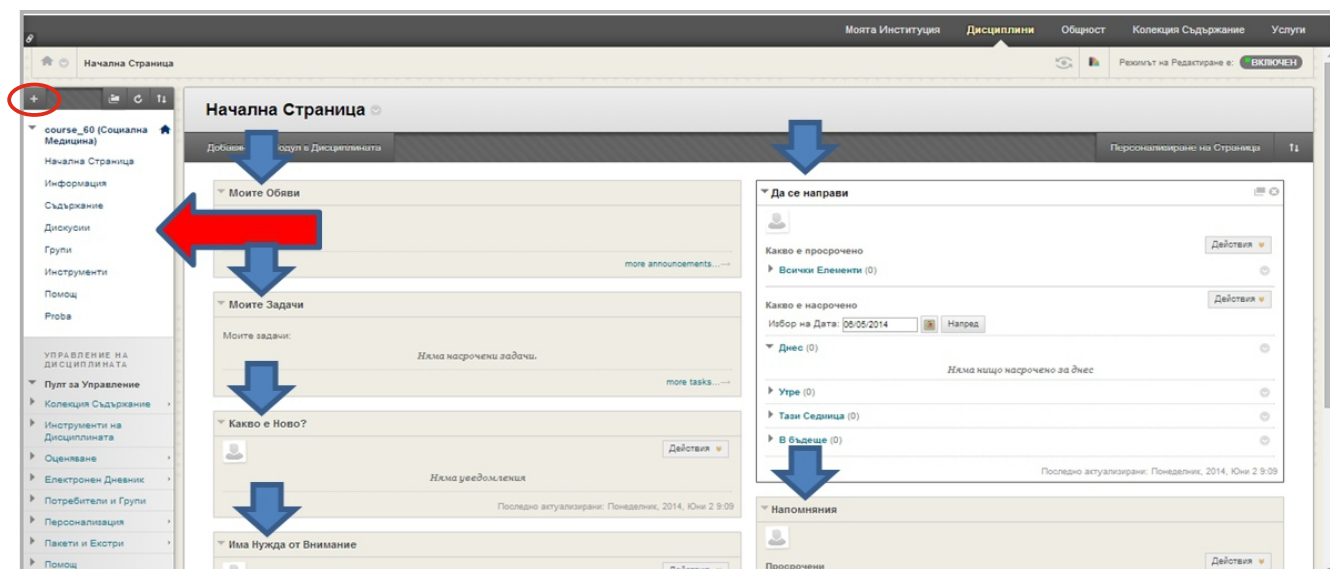 Моята Институция Дисциплини Общност Колекция Съдържание Услуги
Начална Страница
Режимът на Редактиране е: ВКЛЮЧЕН
course_60 (Социална Медицина)
Начална Страница
Информация
Съдържание
Дискусии
Групи
Инструменти
Помощ
Proba
УПРАВЛЕНИЕ НА
ДИСЦИПЛИНАТА
Пулт за Управление
Колекция Съдържание
Инструменти на
Дисциплината
Оценяване
Електронен Дневник
Потребители и Групи
Персонализация
Пакети и Екстри
Помощ
Начална Страница
в Дисциплината
Персонализиране на Страница
Моите Обяви
more announcements...
Моите Задачи
Моите задачи:
Няма насрочени задачи.
more tasks...
Какво е Ново?
Действия
Няма уведомления
Последно актуализирани: Понеделник, 2014, Юни 2 9:09
Има Нужда от Внимание
Действия
Да се направи
Какво е просрочено
Действия
Всички Елементи (0)
Какво е насрочено
Действия
Избор на Дата: 06/05/2014 Напред
Днес (0)
Няма нищо насрочено за днес
Утре (0)
Тази Седмица (0)
В бъдеще (0)
Последно актуализирани: Понеделник, 2014, Юни 2 9:09
Напомняния
Действия
Просрочени